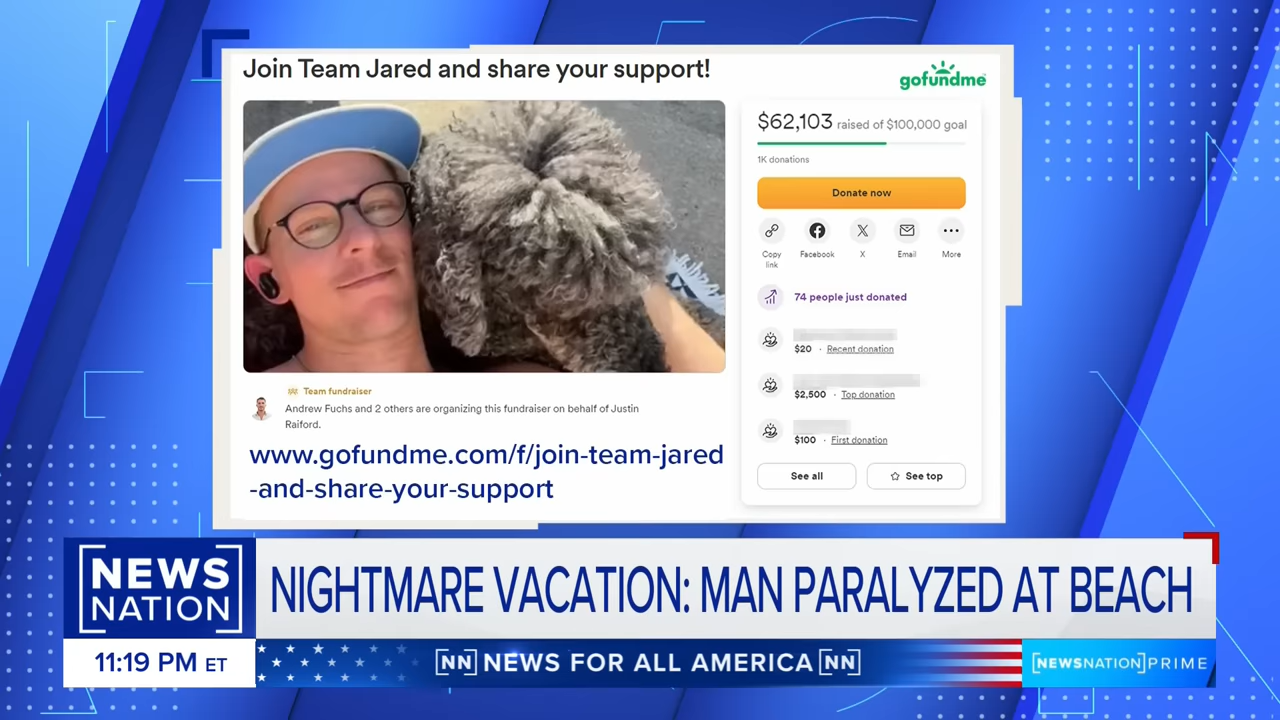 Join Team Jared and share your support!
gofundme
$62,103 raised of $100,000 goal
1K donations
Donate now
Copy link
Facebook
X
Email
More
74 people just donated
$20 · Recent donation
$2,500 · Top donation
$100 · First donation
See all
See top
Team fundraiser
Andrew Fuchs and 2 others are organizing this fundraiser on behalf of Justin
Raiford.
www.gofundme.com/f/join-team-jared
-and-share-your-support
NEWS
NATION
NIGHTMARE VACATION: MAN PARALYZED AT BEACH
11:19 PM ET
NN NEWS FOR ALL AMERICA NN
NEWSNATION PRIME